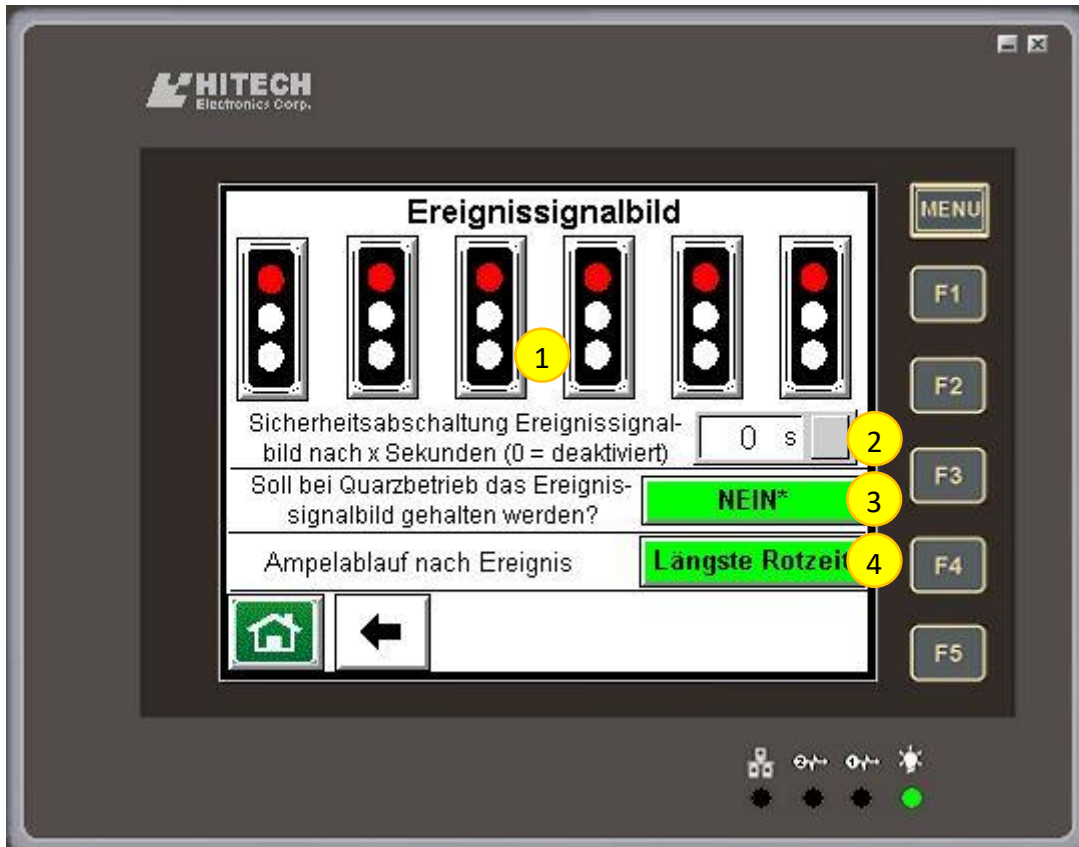 HITECH
Electronics Corp.
Ereignissignalbild
1
Sicherheitsabschaltung Ereignissignal-
bild nach x Sekunden (0 = deaktiviert)
0 s
2
Soll bei Quarzbetrieb das Ereignis-
signalbild gehalten werden?
NEIN*
3
Ampelablauf nach Ereignis
Längste Rotzeit
4
MENU
F1
F2
F3
F4
F5